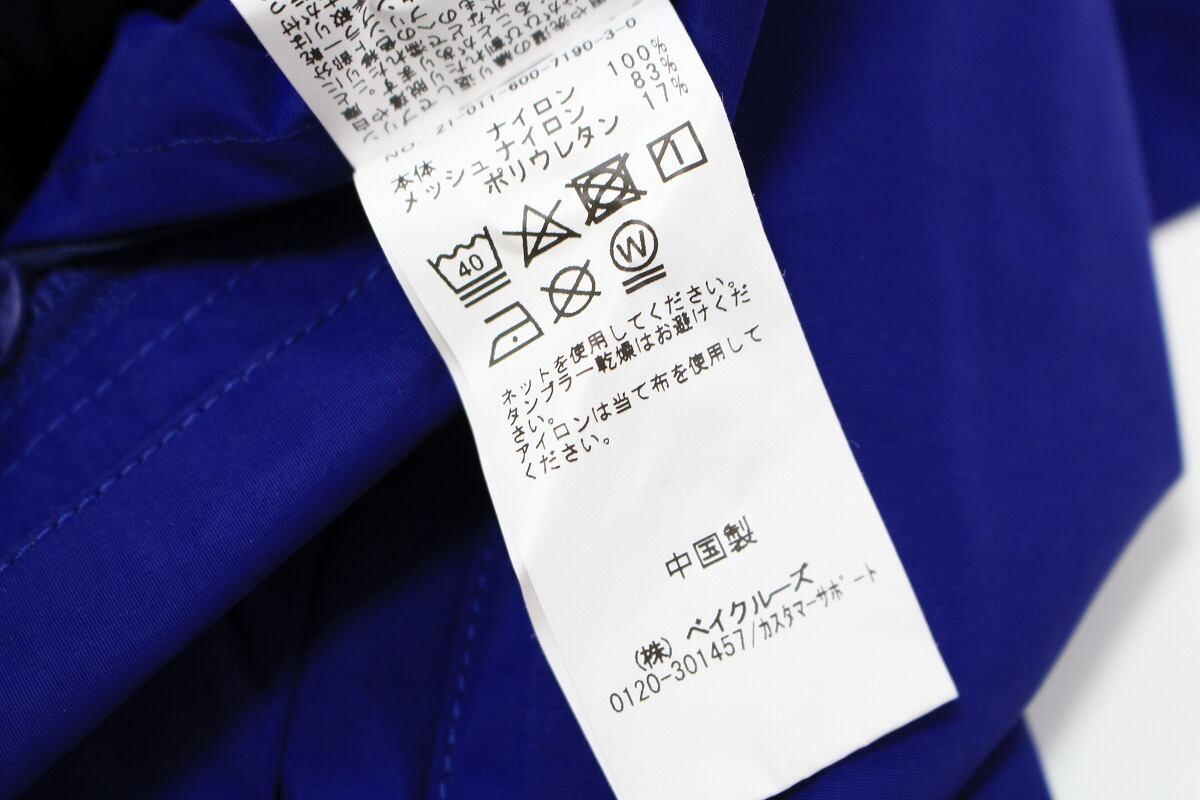 NO. 21-011-600-7190-3-0
本体 ナイロン 100%
メッシュ ナイロン 83%
ポリウレタン 17%
40
W
ネットを使用してください。
タンブラー乾燥はお避けくだ
さい。
アイロンは当て布を使用して
ください。
中国製
(株) ベイクルーズ
0120-301457/カスタマーサポート